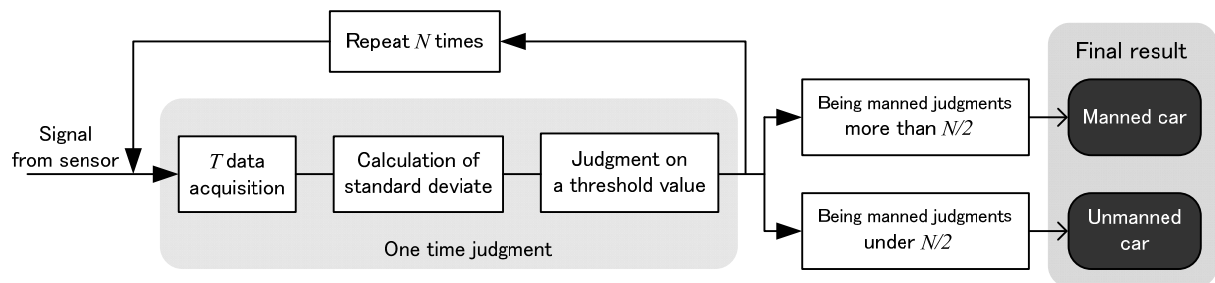 Repeat N times
Signal
from sensor
T data
acquisition
Calculation of
standard deviate
Judgment on
a threshold value
One time judgment
Being manned judgments
more than N/2
Being manned judgments
under N/2
Final result
Manned car
Unmanned
car